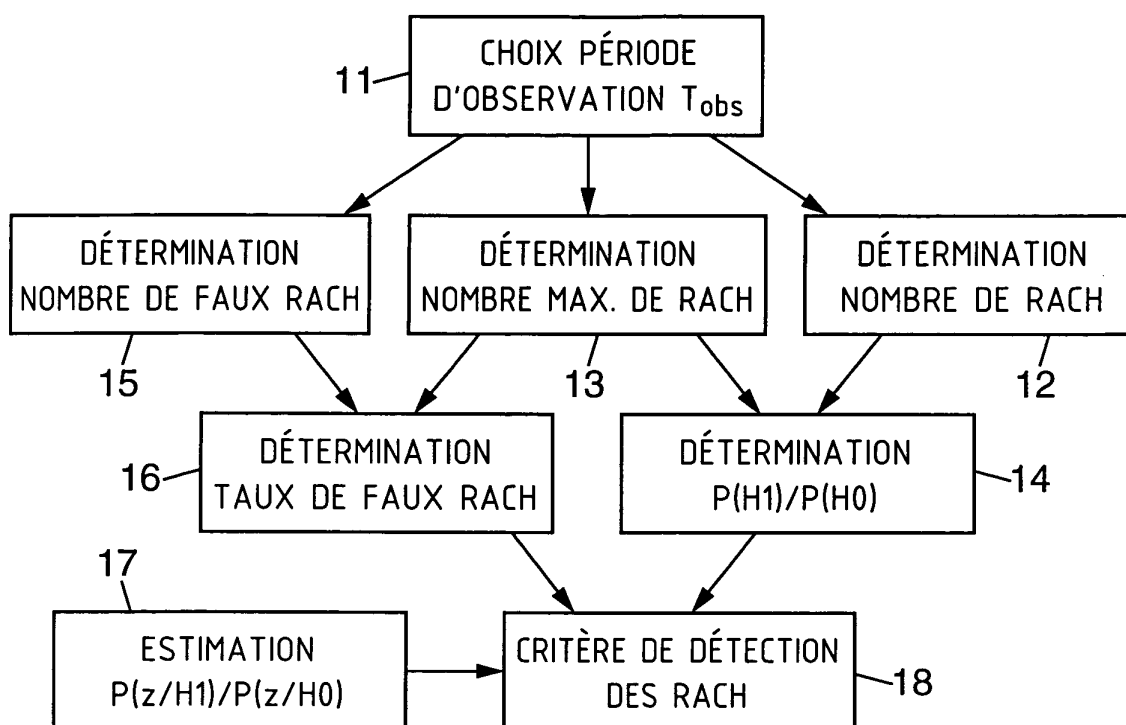 11
CHOIX PÉRIODE
D'OBSERVATION Tobs
DÉTERMINATION
NOMBRE DE FAUX RACH
DÉTERMINATION
NOMBRE MAX. DE RACH
DÉTERMINATION
NOMBRE DE RACH
15
13
12
16
DÉTERMINATION
TAUX DE FAUX RACH
DÉTERMINATION
P(H1)/P(H0)
14
17
ESTIMATION
P(z/H1)/P(z/H0)
CRITÈRE DE DÉTECTION
DES RACH
18